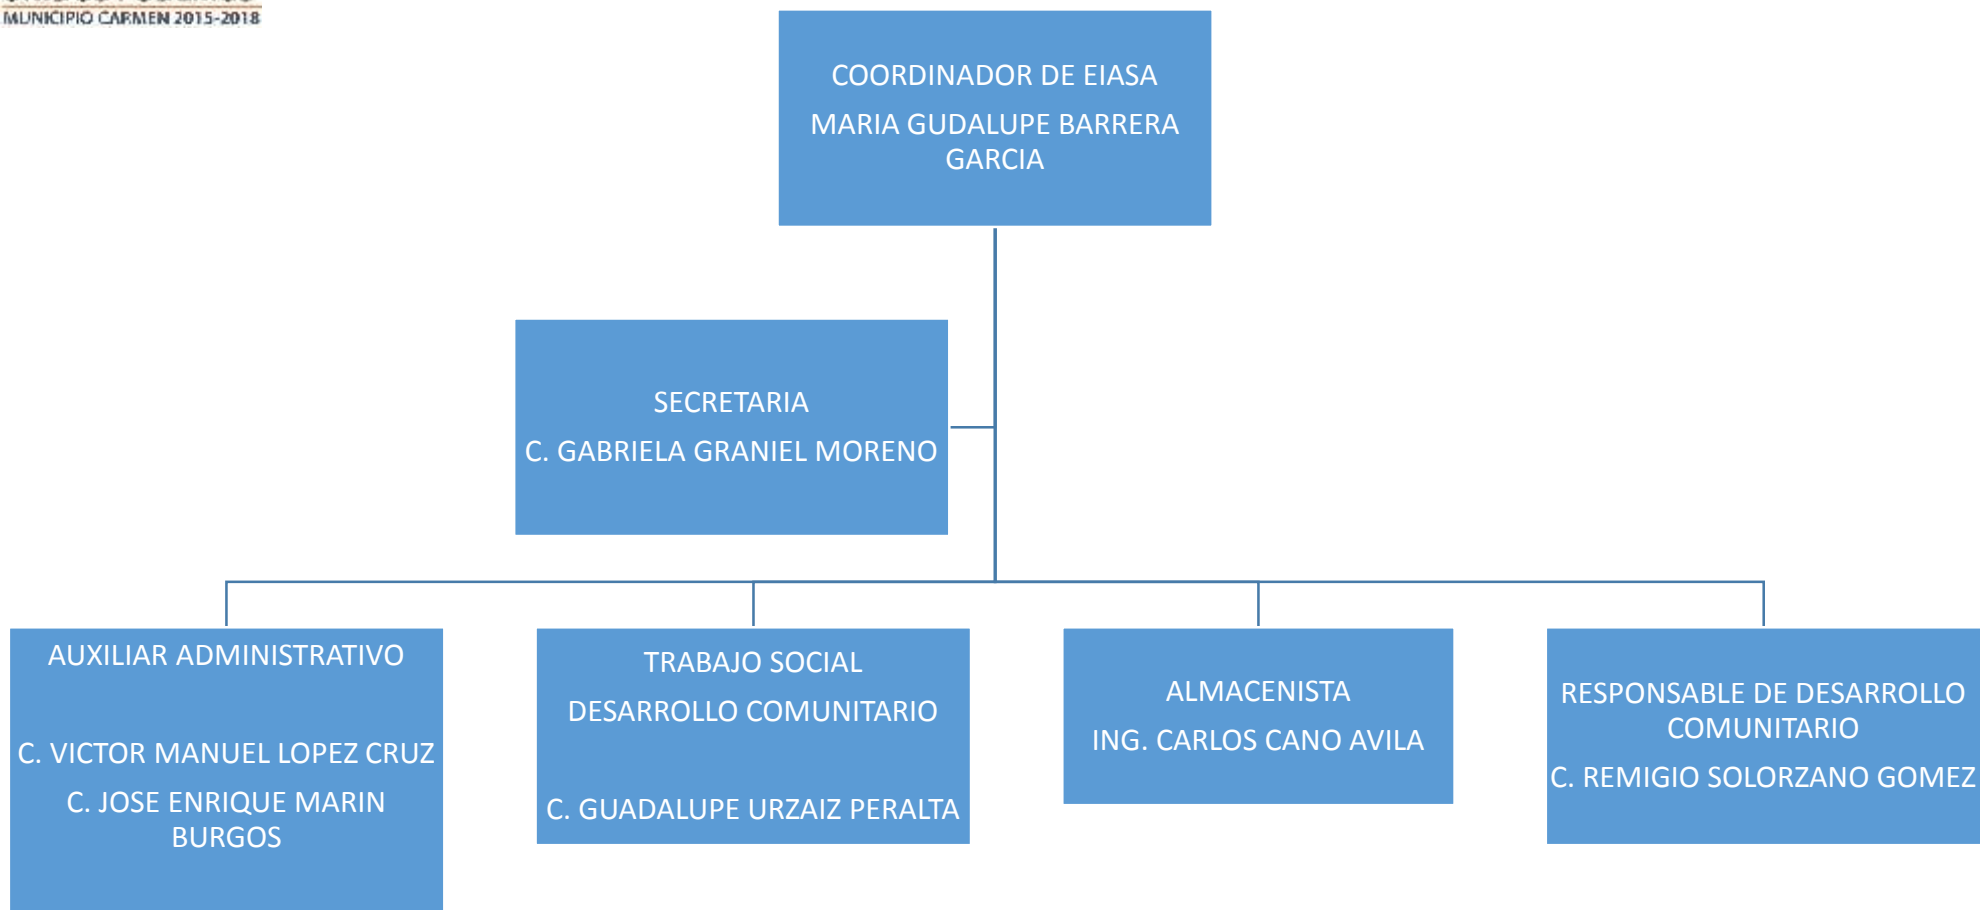 MUNICIPIO CARMEN 2015-2018
COORDINADOR DE EIASA
MARIA GUDALUPE BARRERA
GARCIA
SECRETARIA
C. GABRIELA GRANIEL MORENO
AUXILIAR ADMINISTRATIVO
C. VICTOR MANUEL LOPEZ CRUZ
C. JOSE ENRIQUE MARIN
BURGOS
TRABAJO SOCIAL
DESARROLLO COMUNITARIO
C. GUADALUPE URZAIZ PERALTA
ALMACENISTA
ING. CARLOS CANO AVILA
RESPONSABLE DE DESARROLLO
COMUNITARIO
C. REMIGIO SOLORZANO GOMEZ